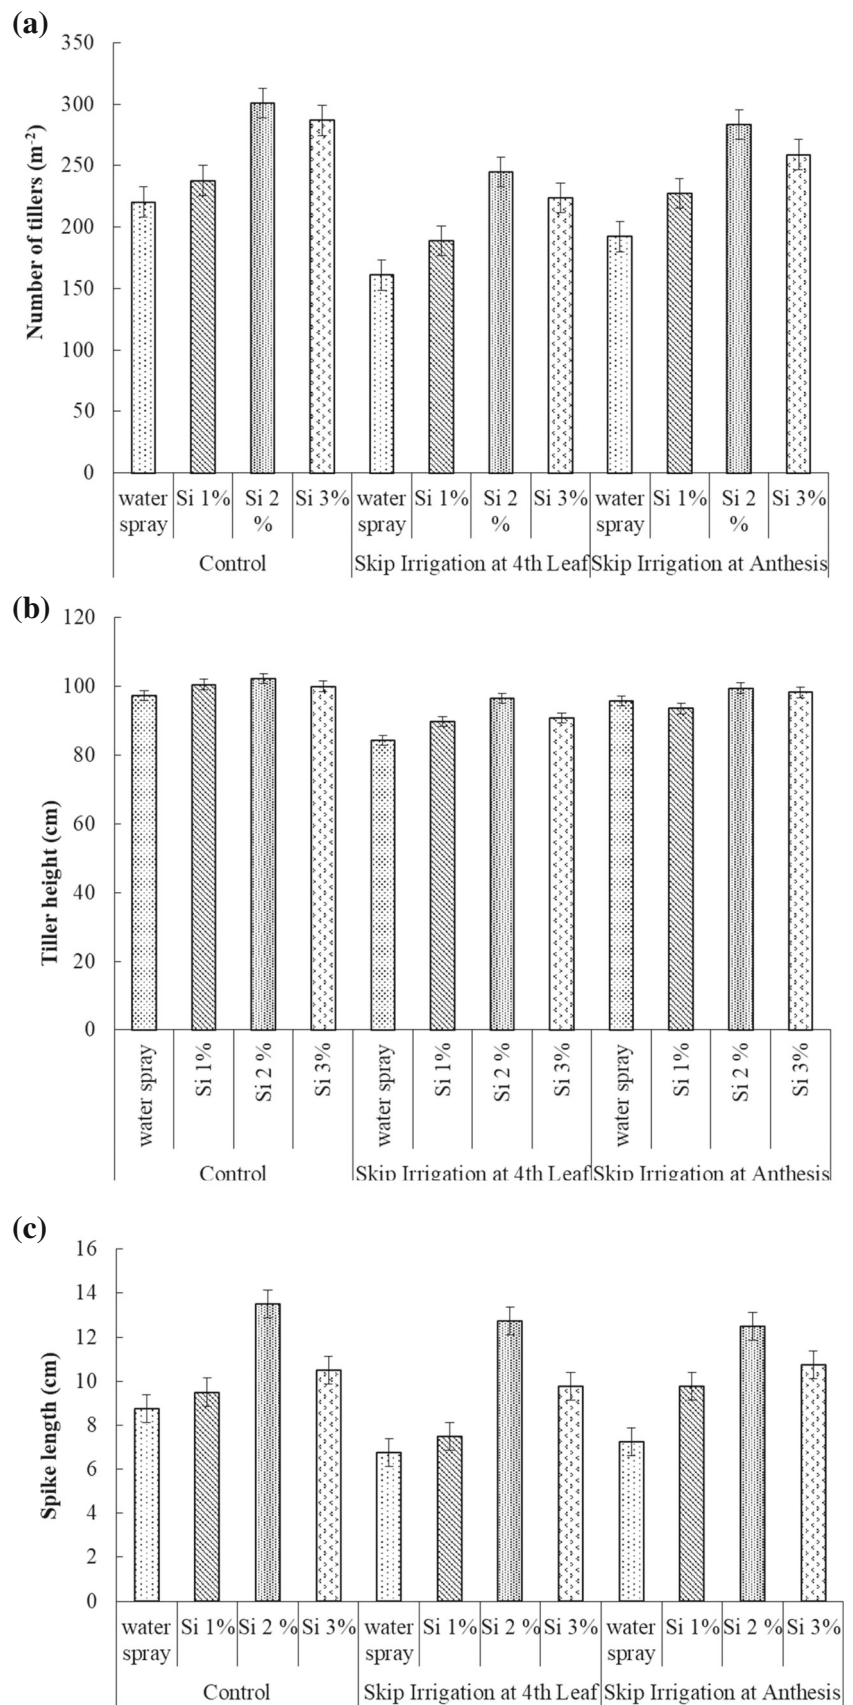 (a)
350
300
250
200
150
100
50
0
Number of tillers (m-2)
water spray
Si 1%
Si 2 %
Si 3%
water spray
Si 1%
Si 2 %
Si 3%
water spray
Si 1%
Si 2 %
Si 3%
Control
Skip Irrigation at 4th Leaf
Skip Irrigation at Anthesis
(b)
120
100
80
60
40
20
0
Tiller height (cm)
water spray
Si 1%
Si 2 %
Si 3%
water spray
Si 1%
Si 2 %
Si 3%
water spray
Si 1%
Si 2 %
Si 3%
Control
Skip Irrigation at 4th Leaf
Skip Irrigation at Anthesis
(c)
16
14
12
10
8
6
4
2
0
Spike length (cm)
water spray
Si 1%
Si 2 %
Si 3%
water spray
Si 1%
Si 2 %
Si 3%
water spray
Si 1%
Si 2 %
Si 3%
Control
Skip Irrigation at 4th Leaf
Skip Irrigation at Anthesis